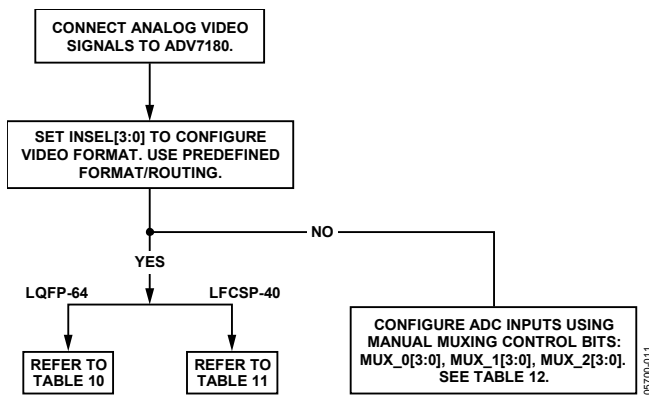 CONNECT ANALOG VIDEO
SIGNALS TO ADV7180.
SET INSEL[3:0] TO CONFIGURE
VIDEO FORMAT. USE PREDEFINED
FORMAT/ROUTING.
NO
YES
LQFP-64
LFCSP-40
REFER TO
TABLE 10
REFER TO
TABLE 11
CONFIGURE ADC INPUTS USING
MANUAL MUXING CONTROL BITS:
MUX_0[3:0], MUX_1[3:0], MUX_2[3:0].
SEE TABLE 12.
05700-011